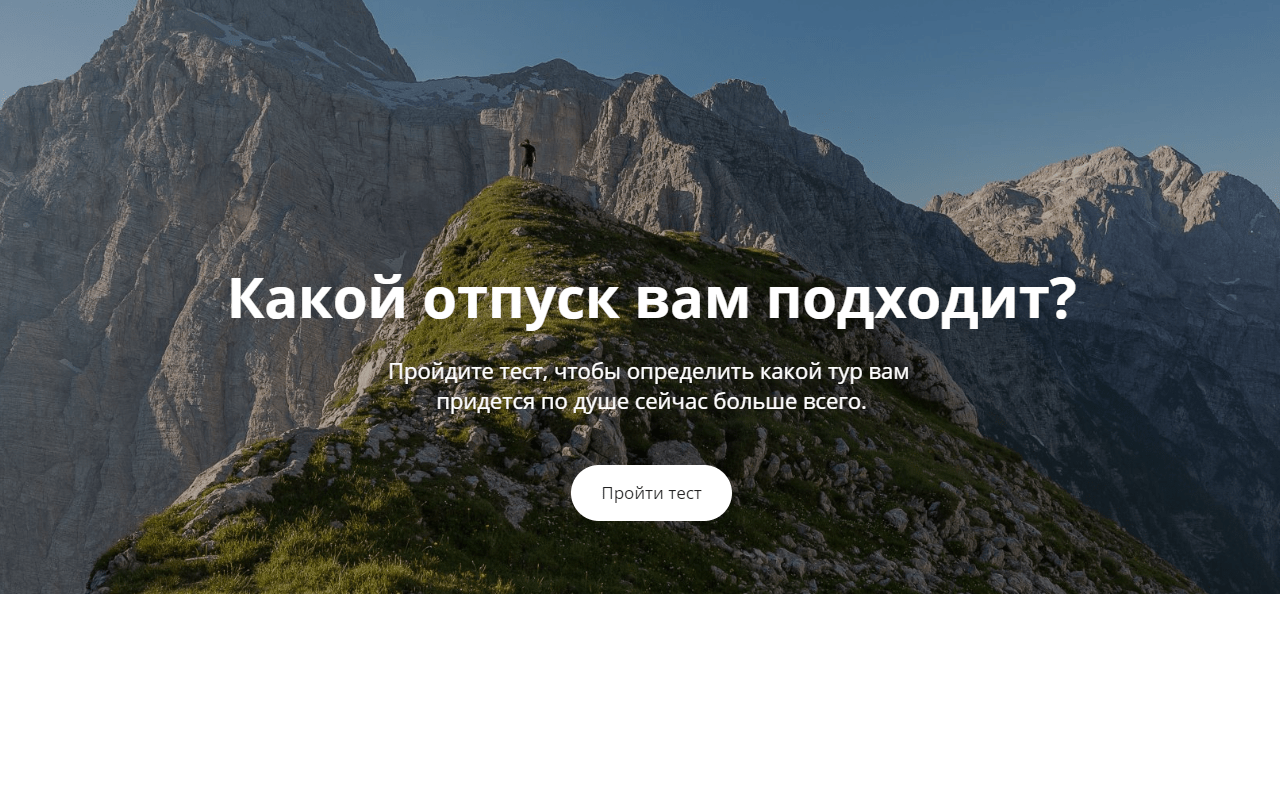 Какой отпуск вам подходит?
Пройдите тест, чтобы определить какой тур вам
придется по душе сейчас больше всего.
Пройти тест